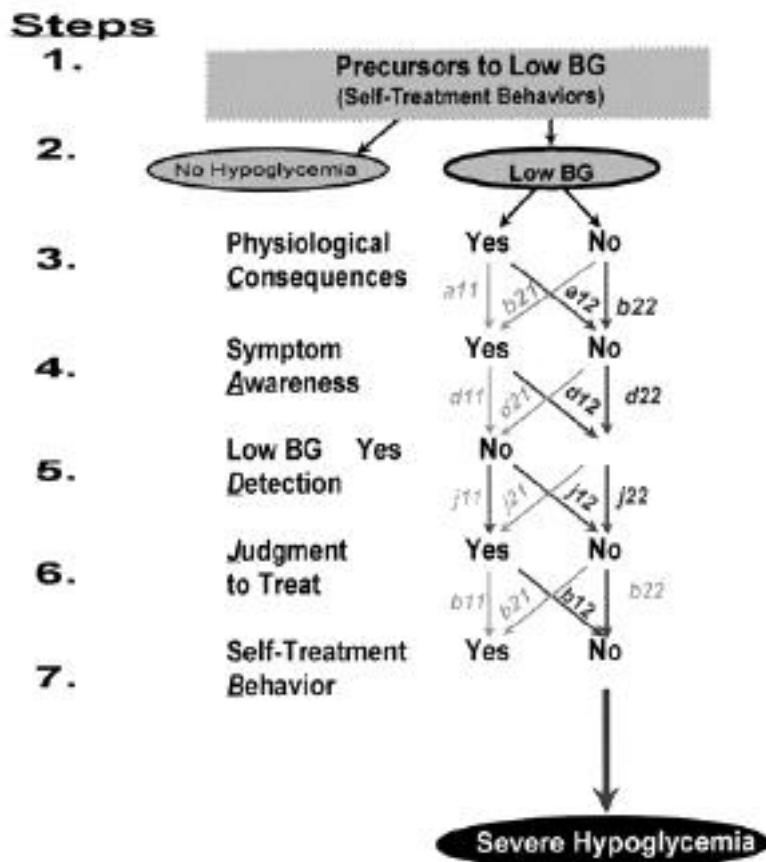 Steps
1.
Precursors to Low BG
(Self-Treatment Behaviors)
2.
No Hypoglycemia
Low BG
3.
Physiological Yes No
Consequences
a11 b21 a12 b22
4.
Symptom Yes No
Awareness
d11 d21 d12 d22
5.
Low BG Yes No
Detection
j11 j21 j12 j22
6.
Judgment Yes No
to Treat
b11 b21 b12 b22
7.
Self-Treatment Yes No
Behavior
Severe Hypoglycemia